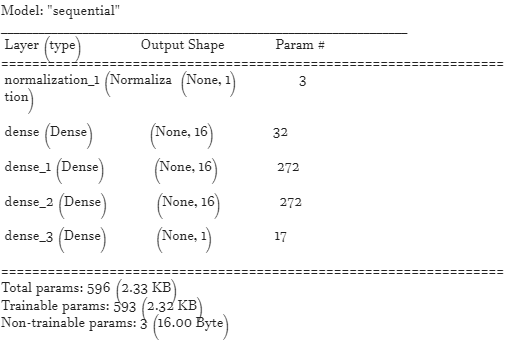 Model: "sequential"
_________________________________________________________________
Layer (type) Output Shape Param #
=================================================================
normalization_1 (Normaliza (None, 1) 3
tion)
dense (Dense) (None, 16) 32
dense_1 (Dense) (None, 16) 272
dense_2 (Dense) (None, 16) 272
dense_3 (Dense) (None, 1) 17
=================================================================
Total params: 596 (2.33 KB)
Trainable params: 593 (2.32 KB)
Non-trainable params: 3 (16.00 Byte)